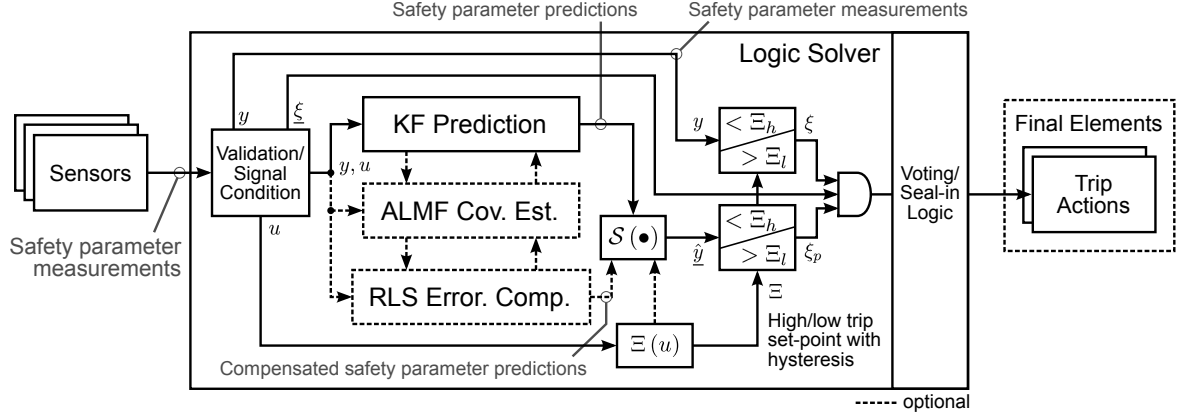 Safety parameter predictions
Safety parameter measurements
Logic Solver
y
ξ
KF Prediction
y
< Ξh
> Ξl
ξ
Final Elements
Sensors
Validation/
Signal
Condition
y, u
Voting/
Seal-in
Logic
Trip
Actions
ALMF Cov. Est.
u
S (•)
ŷ
< Ξh
> Ξl
ξp
Safety parameter
measurements
RLS Error. Comp.
Ξ
Ξ (u)
High/low trip
set-point with
hysteresis
Compensated safety parameter predictions
optional